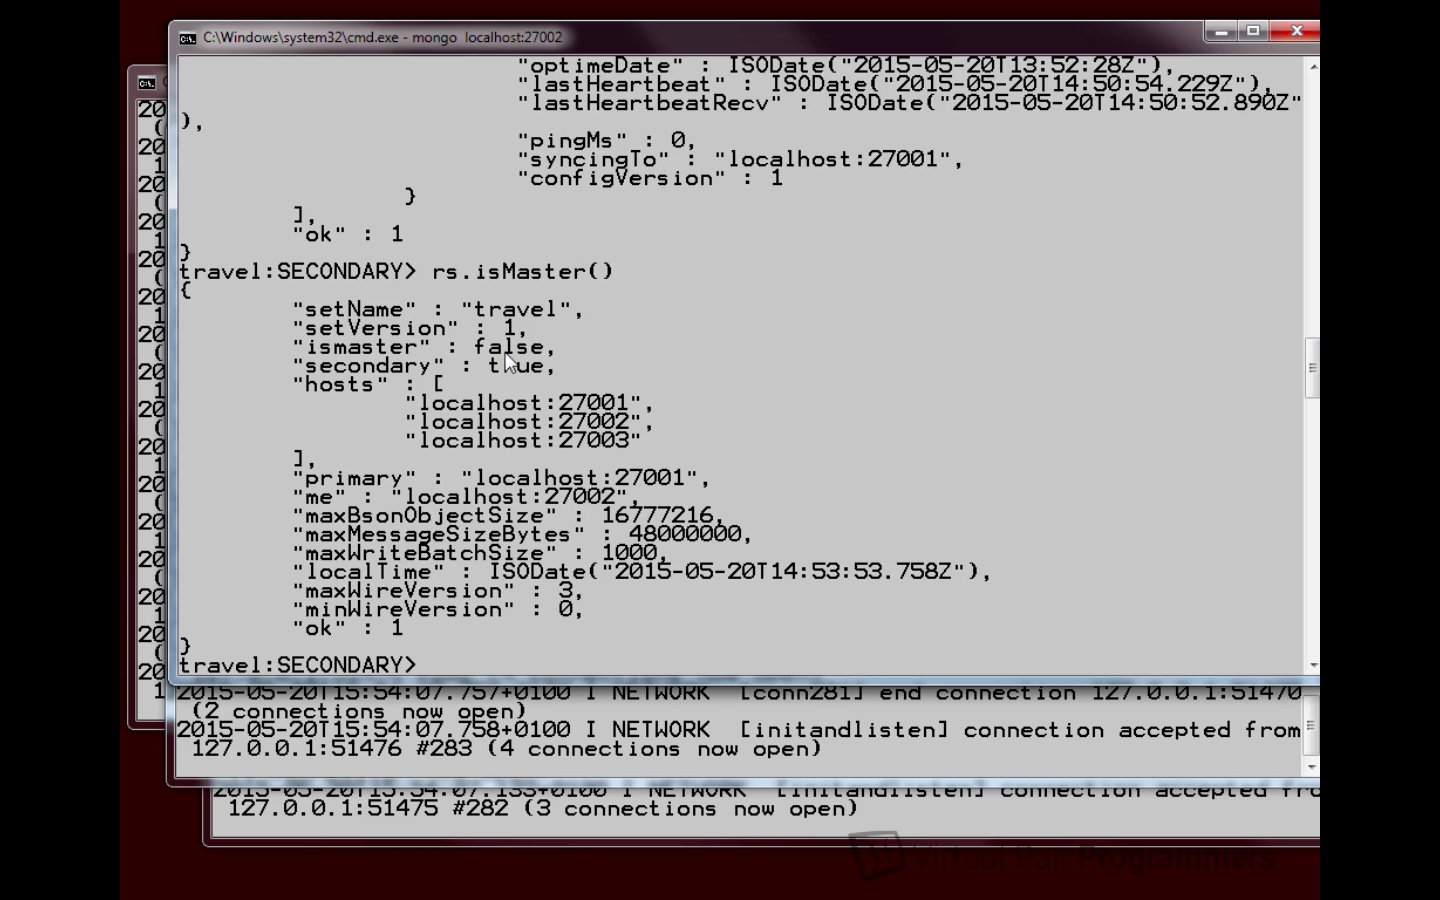 C:\Windows\system32\cmd.exe - mongo  localhost:27002
"optimeDate" : ISODate("2015-05-20T13:52:28Z"),
"lastHeartbeat" : ISODate("2015-05-20T14:50:54.229Z"),
"lastHeartbeatRecv" : ISODate("2015-05-20T14:50:52.890Z"
),
"pingMs" : 0,
"syncingTo" : "localhost:27001",
"configVersion" : 1
}
],
"ok" : 1
}
travel:SECONDARY> rs.isMaster()
{
"setName" : "travel",
"setVersion" : 1,
"ismaster" : false,
"secondary" : true,
"hosts" : [
"localhost:27001",
"localhost:27002",
"localhost:27003"
],
"primary" : "localhost:27001",
"me" : "localhost:27002",
"maxBsonObjectSize" : 16777216,
"maxMessageSizeBytes" : 48000000,
"maxWriteBatchSize" : 1000,
"localTime" : ISODate("2015-05-20T14:53:53.758Z"),
"maxWireVersion" : 3,
"minWireVersion" : 0,
"ok" : 1
}
travel:SECONDARY>
2015-05-20T15:54:07.757+0100 I NETWORK  [conn281] end connection 127.0.0.1:51470
(2 connections now open)
2015-05-20T15:54:07.758+0100 I NETWORK  [initandlisten] connection accepted from
127.0.0.1:51476 #283 (4 connections now open)
2015-05-20T15:54:07.133+0100 I NETWORK  [initandlisten] connection accepted fro
127.0.0.1:51475 #282 (3 connections now open)
Virtual Pair Programmers